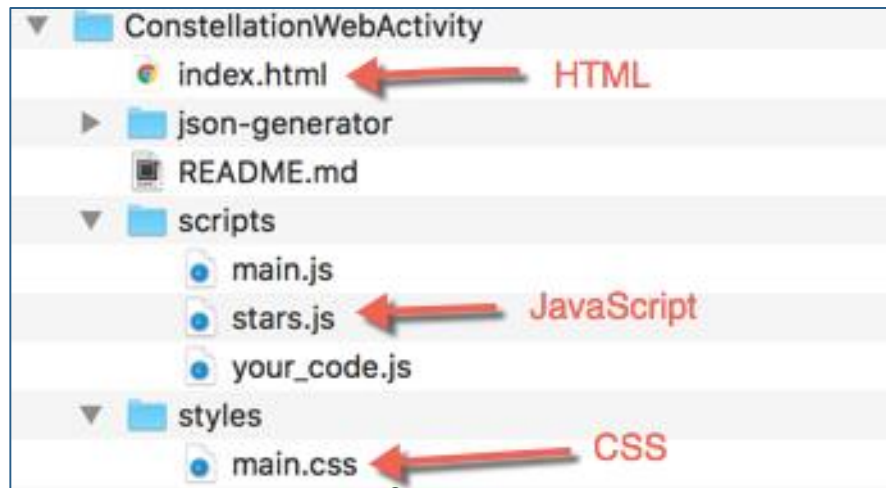 ConstellationWebActivity
index.html HTML
json-generator
README.md
scripts
main.js
stars.js JavaScript
your_code.js
styles
main.css CSS